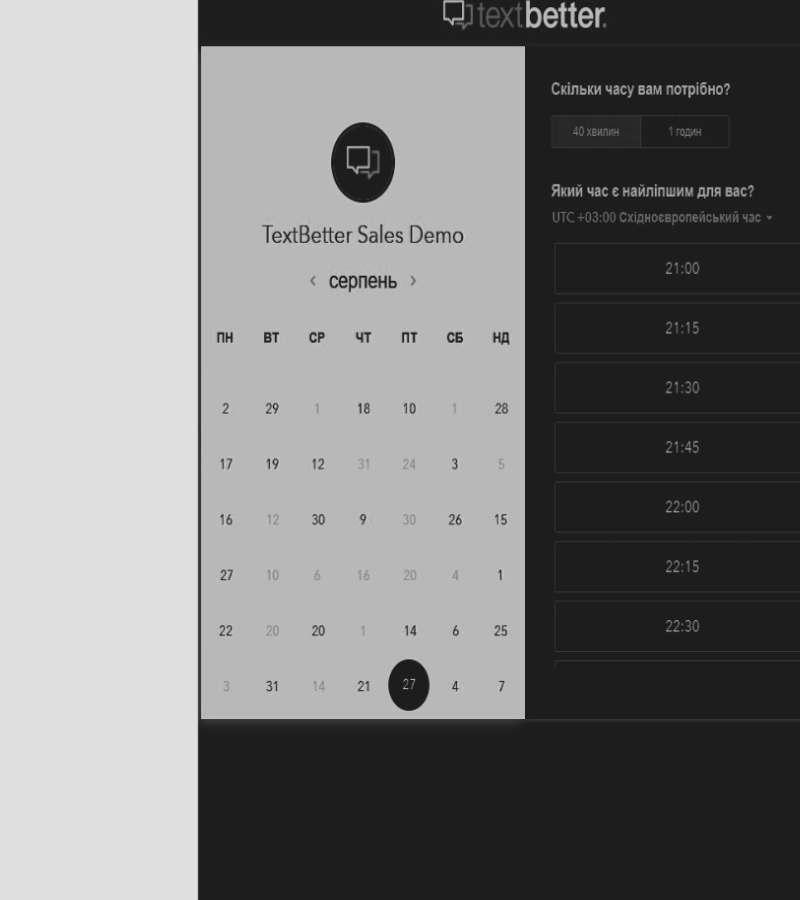 textbetter.
TextBetter Sales Demo
‹ серпень ›
ПН ВТ СР ЧТ ПТ СБ НД
2 29 1 18 10 1 28
17 19 12 31 24 3 5
16 12 30 9 30 26 15
27 10 6 16 20 4 1
22 20 20 1 14 6 25
3 31 14 21 27 4 7
Скільки часу вам потрібно?
40 хвилин 1 годин
Який час є найліпшим для вас?
UTC +03:00 Східноєвропейський час
21:00
21:15
21:30
21:45
22:00
22:15
22:30